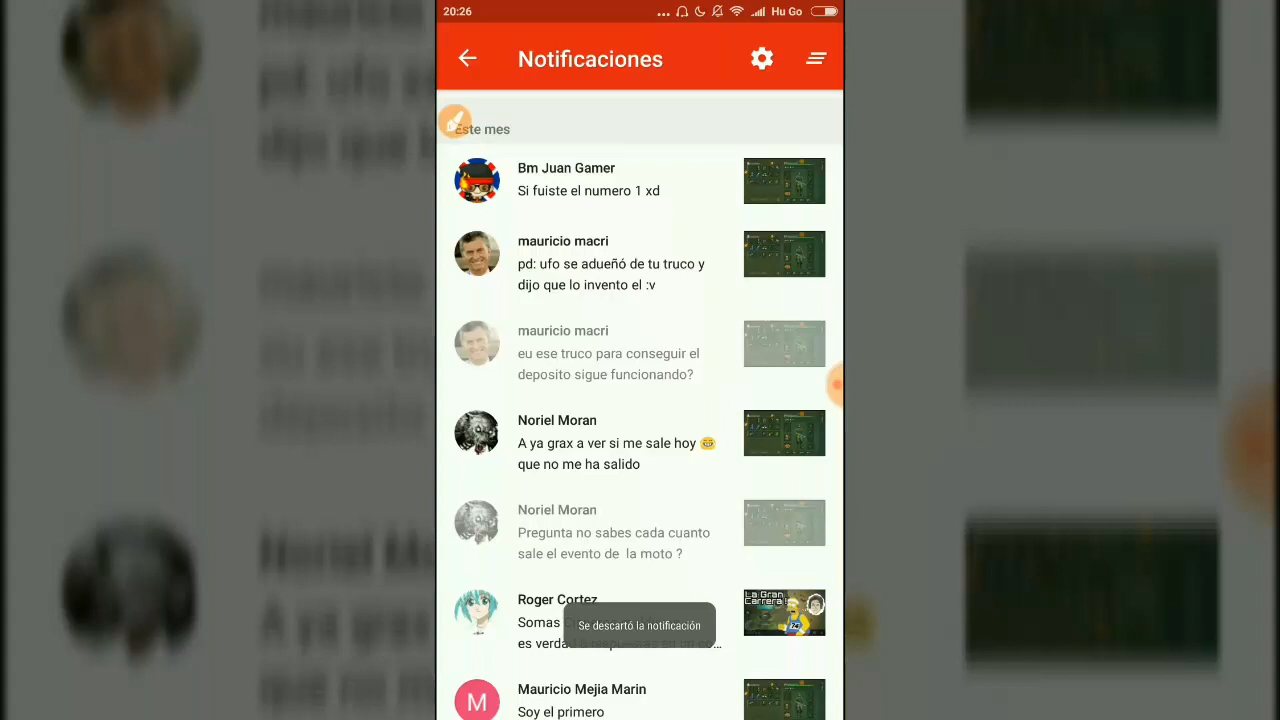 20:26
Hu Go
Notificaciones
Este mes
Bm Juan Gamer
Si fuiste el numero 1 xd
mauricio macri
pd: ufo se adueñó de tu truco y
dijo que lo invento el :v
mauricio macri
eu ese truco para conseguir el
deposito sigue funcionando?
Noriel Moran
A ya grax a ver si me sale hoy 😁
que no me ha salido
Noriel Moran
Pregunta no sabes cada cuanto
sale el evento de la moto ?
Roger Cortez
Somas
es verdad a respuestas en un co…
La Gran
Carrera!
Se descartó la notificación
M
Mauricio Mejia Marin
Soy el primero